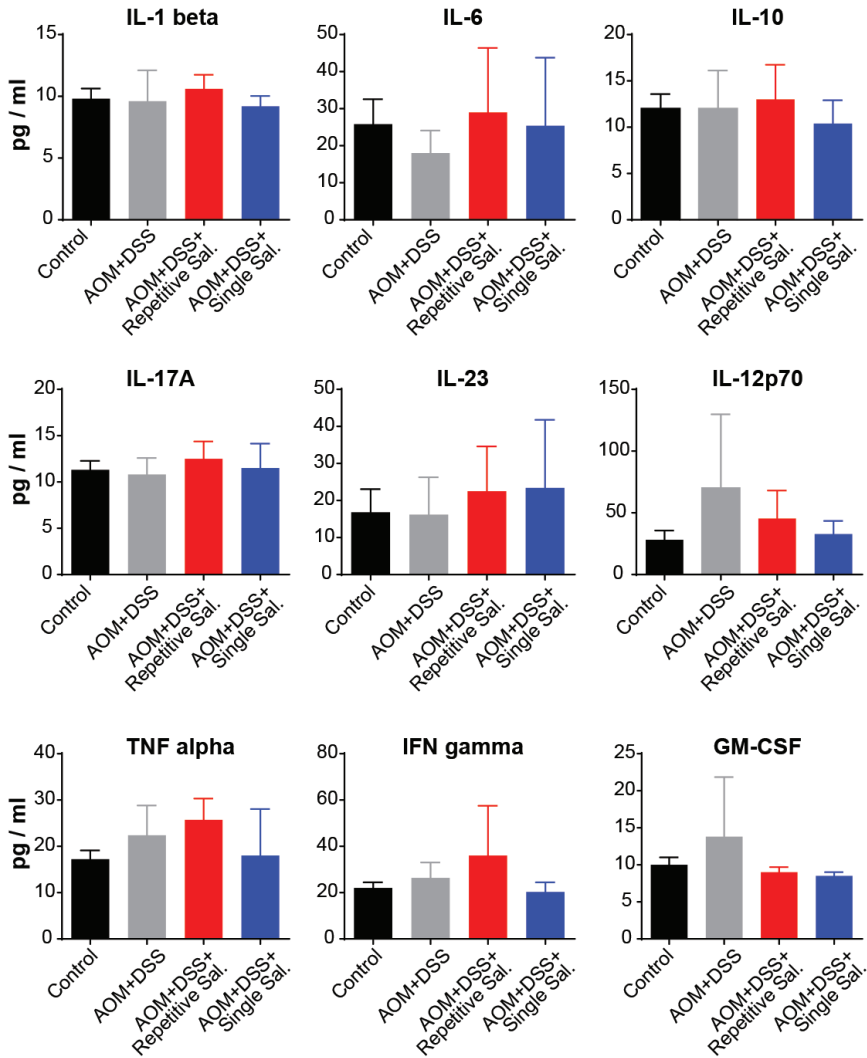 IL-1 beta
IL-6
IL-10
pg / ml
15
10
5
0
50
40
30
20
10
0
20
15
10
5
0
Control
AOM+DSS
AOM+DSS+
Repetitive Sal.
AOM+DSS+
Single Sal.
Control
AOM+DSS
AOM+DSS+
Repetitive Sal.
AOM+DSS+
Single Sal.
Control
AOM+DSS
AOM+DSS+
Repetitive Sal.
AOM+DSS+
Single Sal.
IL-17A
IL-23
IL-12p70
pg / ml
20
15
10
5
0
50
40
30
20
10
0
150
100
50
0
Control
AOM+DSS
AOM+DSS+
Repetitive Sal.
AOM+DSS+
Single Sal.
Control
AOM+DSS
AOM+DSS+
Repetitive Sal.
AOM+DSS+
Single Sal.
Control
AOM+DSS
AOM+DSS+
Repetitive Sal.
AOM+DSS+
Single Sal.
TNF alpha
IFN gamma
GM-CSF
pg / ml
40
30
20
10
0
80
60
40
20
0
25
20
15
10
5
0
Control
AOM+DSS
AOM+DSS+
Repetitive Sal.
AOM+DSS+
Single Sal.
Control
AOM+DSS
AOM+DSS+
Repetitive Sal.
AOM+DSS+
Single Sal.
Control
AOM+DSS
AOM+DSS+
Repetitive Sal.
AOM+DSS+
Single Sal.